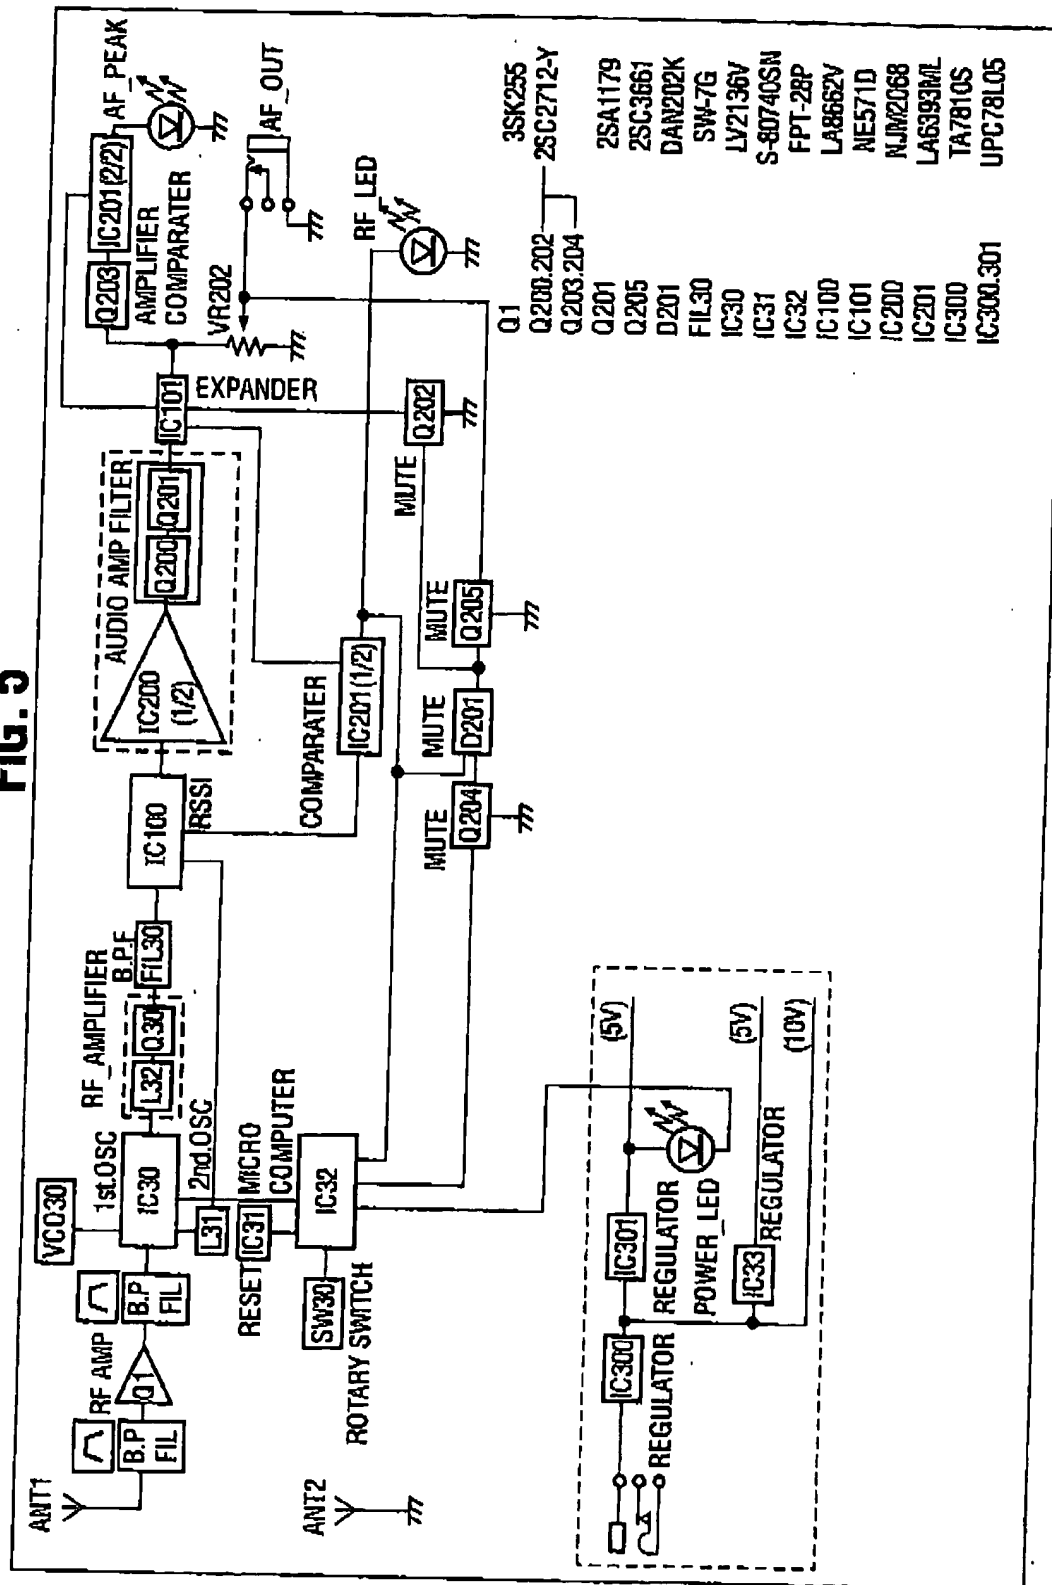 FIG. 5
ANT1
B.P
FIL
RF AMP
Q1
B.P
FIL
VCO30
1st.OSC
IC30
2nd.OSC
L31
RF_AMPLIFIER
L32
Q30
B.P.F
FIL30
IC100
RSSI
AUDIO AMP FILTER
IC200
(1/2)
Q200
Q201
IC101
EXPANDER
Q203
IC201(2/2)
AMPLIFIER
COMPARATER
AF_PEAK
VR202
AF_OUT
RF_LED
ANT2
RESET
IC31
MICRO
COMPUTER
IC32
SW30
ROTARY SWITCH
COMPARATER
IC201(1/2)
MUTE
Q202
MUTE
Q204
MUTE
D201
MUTE
Q205
REGULATOR
IC300
IC301
REGULATOR
POWER_LED
IC33
REGULATOR
(5V)
(5V)
(10V)
Q1 3SK255
Q200.202 2SC2712-Y
Q203.204
Q201 2SA1179
Q205 2SC3661
D201 DAN202K
FIL30 SW-7G
IC30 LV2136V
IC31 S-80740SN
IC32 FPT-28P
IC100 LA8662V
IC101 NE571D
IC200 NJM2068
IC201 LA6393ML
IC300 TA7810S
IC300.301 UPC78L05